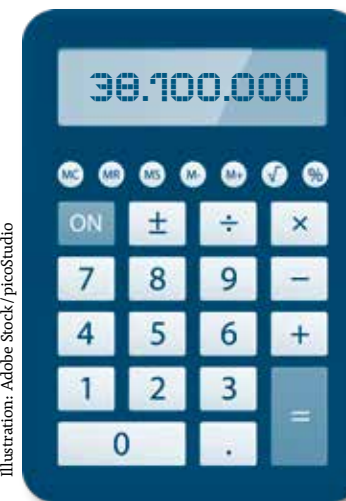 38.100.000
MC MR MS M- M+ √ %
ON ± ÷ ×
7 8 9 −
4 5 6 +
1 2 3 =
0 .
Illustration: Adobe Stock/picoStudio